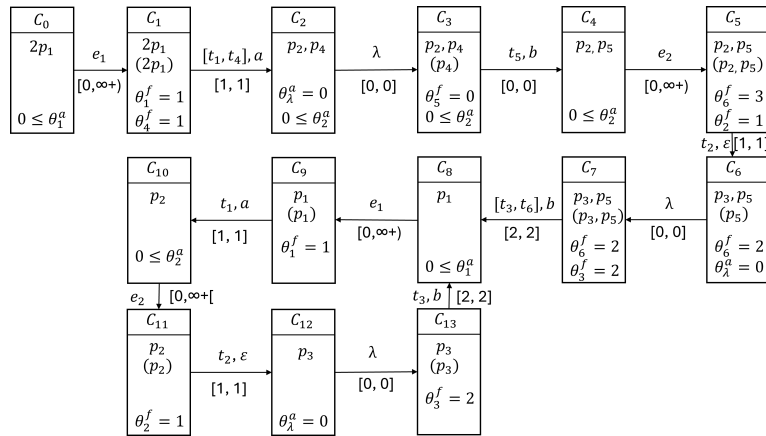 C₀
2p₁
0 ≤ θ₁ᵃ
e₁
[0,∞+)
C₁
2p₁
(2p₁)
θ₁ᶠ = 1
θ₄ᶠ = 1
[t₁, t₄], a
[1, 1]
C₂
p₂, p₄
θ_λᵃ = 0
0 ≤ θ₂ᵃ
λ
[0, 0]
C₃
p₂, p₄
(p₄)
θ₅ᶠ = 0
0 ≤ θ₂ᵃ
t₅, b
[0, 0]
C₄
p₂, p₅
0 ≤ θ₂ᵃ
e₂
[0,∞+)
C₅
p₂, p₅
(p₂, p₅)
θ₆ᶠ = 3
θ₂ᶠ = 1
t₂, ε [1, 1]
C₆
p₃, p₅
(p₅)
θ₆ᶠ = 2
θ_λᵃ = 0
λ
[0, 0]
C₇
p₃, p₅
(p₃, p₅)
θ₆ᶠ = 2
θ₃ᶠ = 2
[t₃, t₆], b
[2, 2]
C₈
p₁
0 ≤ θ₁ᵃ
e₁
[0,∞+)
C₉
p₁
(p₁)
θ₁ᶠ = 1
t₁, a
[1, 1]
C₁₀
p₂
0 ≤ θ₂ᵃ
e₂ [0,∞+[
C₁₁
p₂
(p₂)
θ₂ᶠ = 1
t₂, ε
[1, 1]
C₁₂
p₃
θ_λᵃ = 0
λ
[0, 0]
C₁₃
p₃
(p₃)
θ₃ᶠ = 2
t₃, b [2, 2]